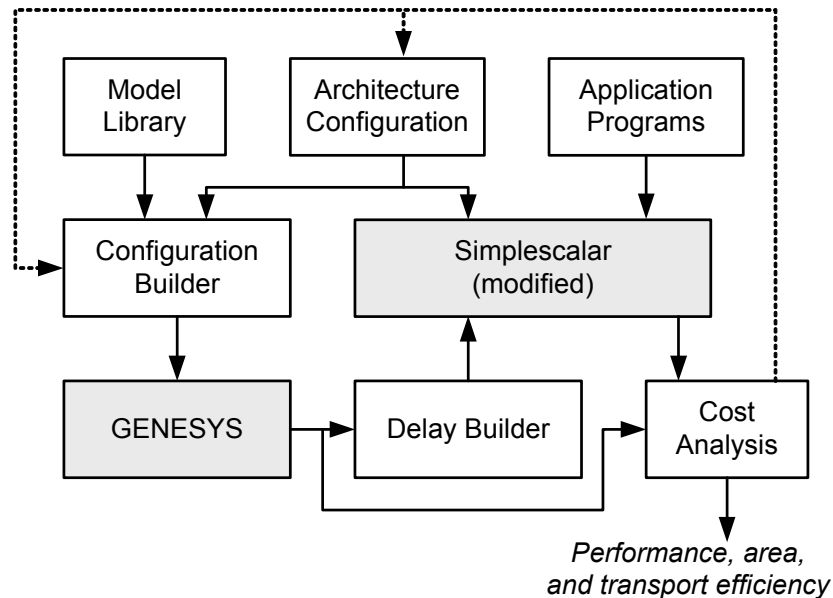 Model
Library
Architecture
Configuration
Application
Programs
Configuration
Builder
Simplescalar
(modified)
GENESYS
Delay Builder
Cost
Analysis
Performance, area,
and transport efficiency